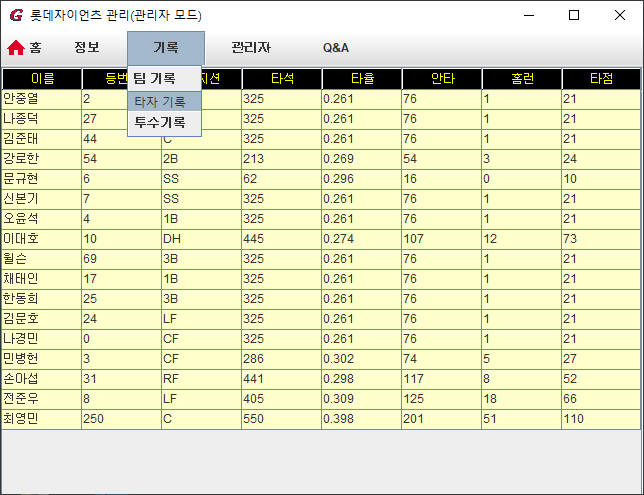 롯데자이언츠 관리(관리자 모드)
홈 정보 기록 관리자 Q&A
팀 기록
타자 기록
투수기록
이름 등번 지션 타석 타율 안타 홈런 타점
안중열 2 325 0.261 76 1 21
나종덕 27 325 0.261 76 1 21
김준태 44 C 325 0.261 76 1 21
강로한 54 2B 213 0.269 54 3 24
문규현 6 SS 62 0.296 16 0 10
신본기 7 SS 325 0.261 76 1 21
오윤석 4 1B 325 0.261 76 1 21
이대호 10 DH 445 0.274 107 12 73
윌슨 69 3B 325 0.261 76 1 21
채태인 17 1B 325 0.261 76 1 21
한동희 25 3B 325 0.261 76 1 21
김문호 24 LF 325 0.261 76 1 21
나경민 0 CF 325 0.261 76 1 21
민병헌 3 CF 286 0.302 74 5 27
손아섭 31 RF 441 0.298 117 8 52
전준우 8 LF 405 0.309 125 18 66
최영민 250 C 550 0.398 201 51 110